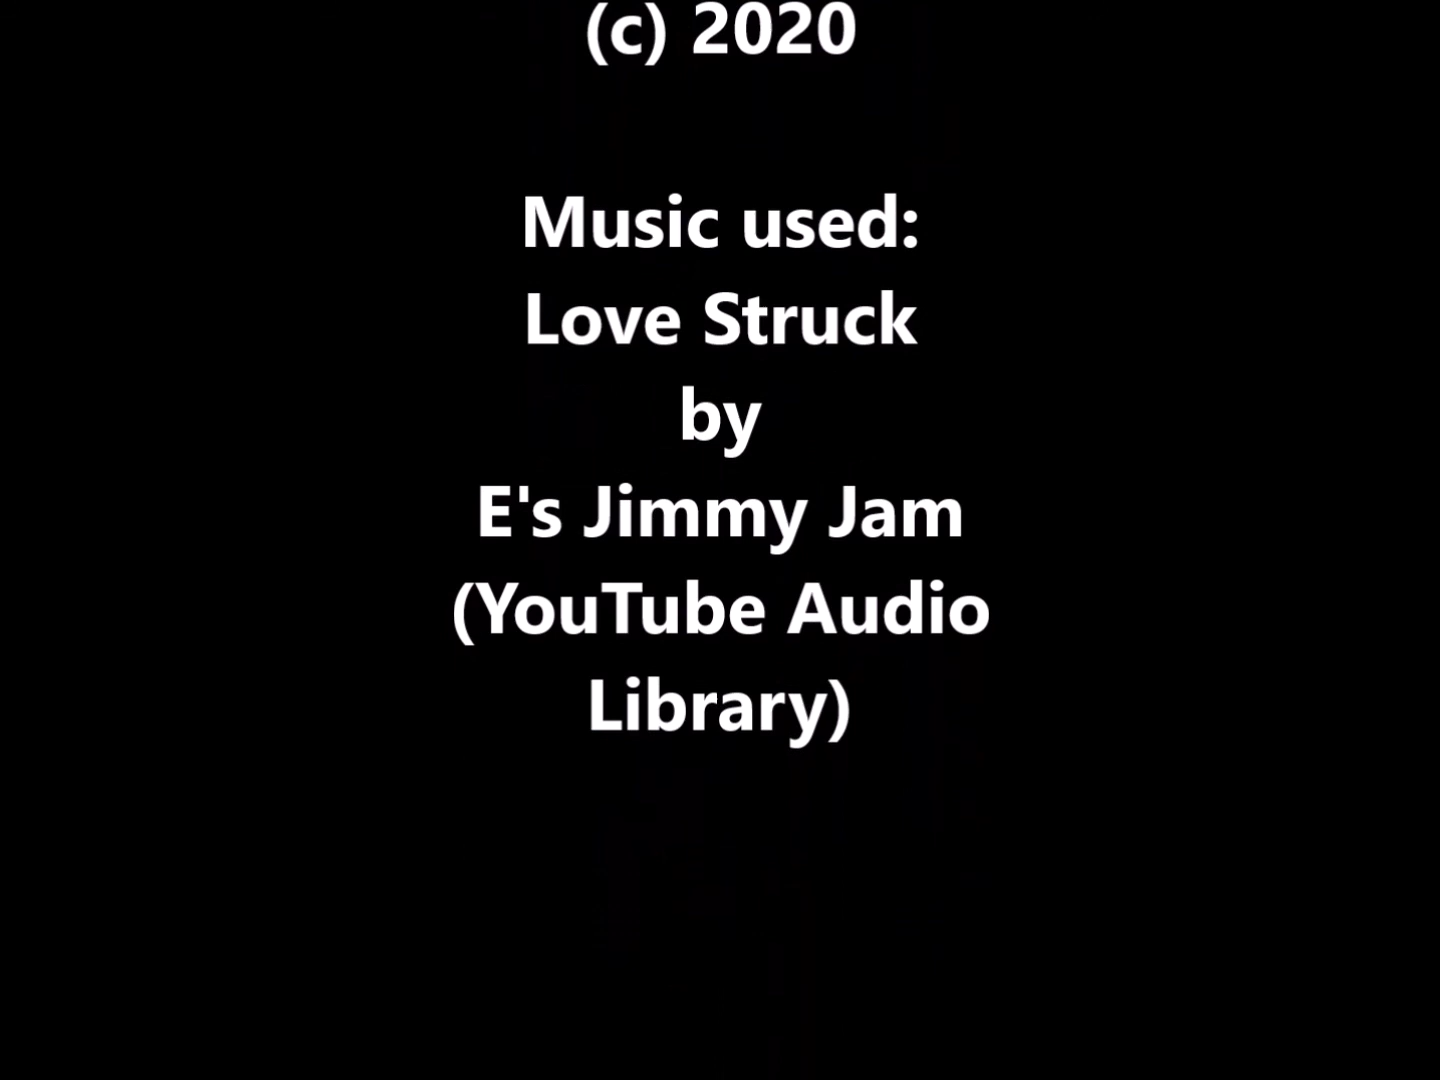 (c) 2020
Music used:
Love Struck
by
E's Jimmy Jam
(YouTube Audio
Library)